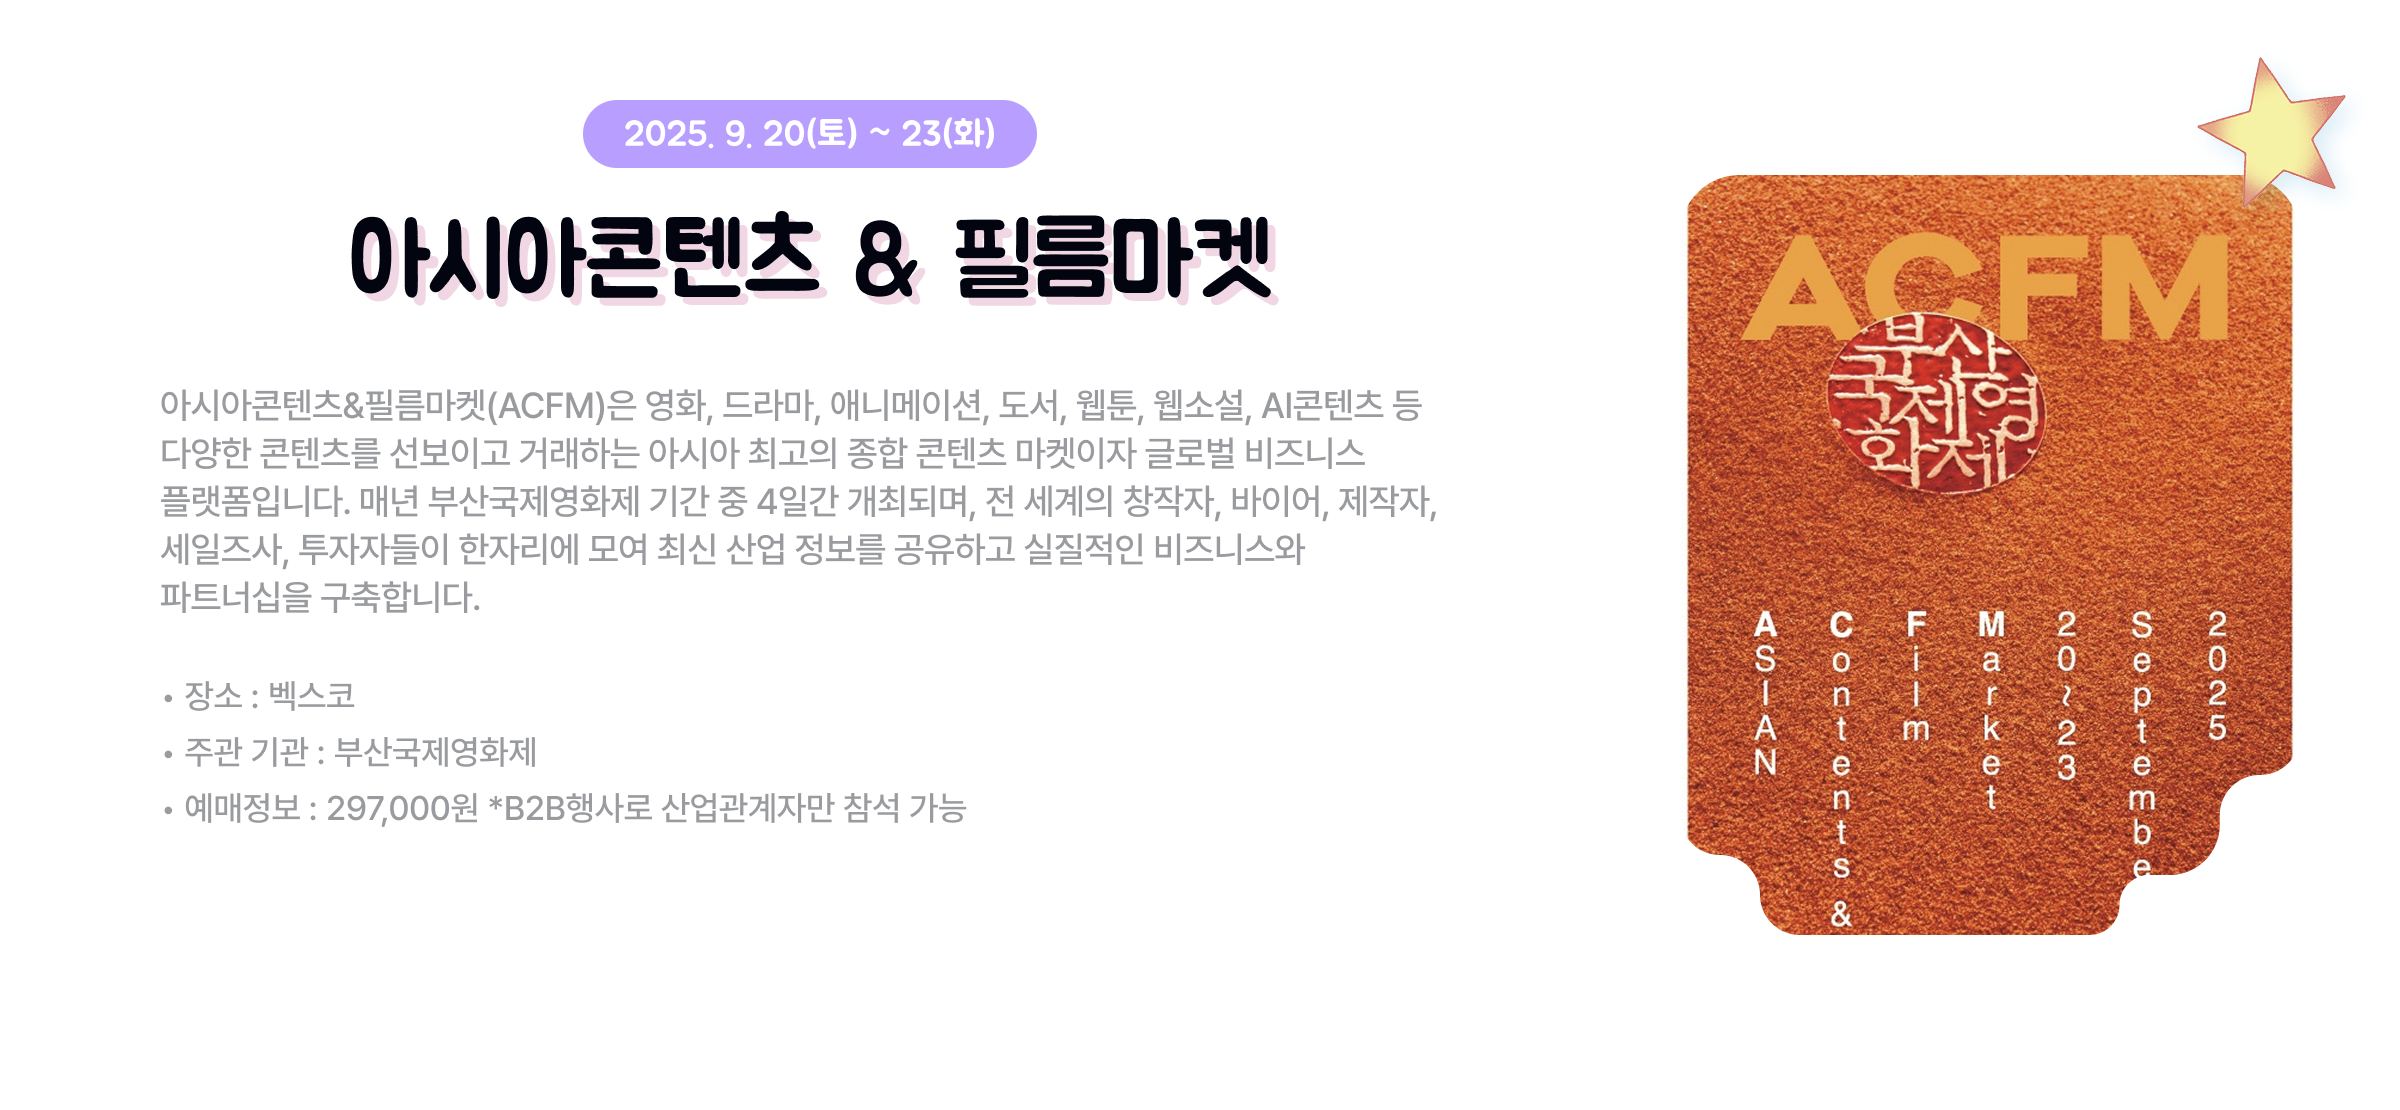 2025. 9. 20(토) ~ 23(화)
아시아콘텐츠 & 필름마켓
아시아콘텐츠&필름마켓(ACFM)은 영화, 드라마, 애니메이션, 도서, 웹툰, 웹소설, AI콘텐츠 등
다양한 콘텐츠를 선보이고 거래하는 아시아 최고의 종합 콘텐츠 마켓이자 글로벌 비즈니스
플랫폼입니다. 매년 부산국제영화제 기간 중 4일간 개최되며, 전 세계의 창작자, 바이어, 제작자,
세일즈사, 투자자들이 한자리에 모여 최신 산업 정보를 공유하고 실질적인 비즈니스와
파트너십을 구축합니다.
• 장소 : 벡스코
• 주관 기관 : 부산국제영화제
• 예매정보 : 297,000원 *B2B행사로 산업관계자만 참석 가능
ACFM
부산
국제영
화제
ASIAN
Contents &
Film
Market
20~23
Septembe
2025